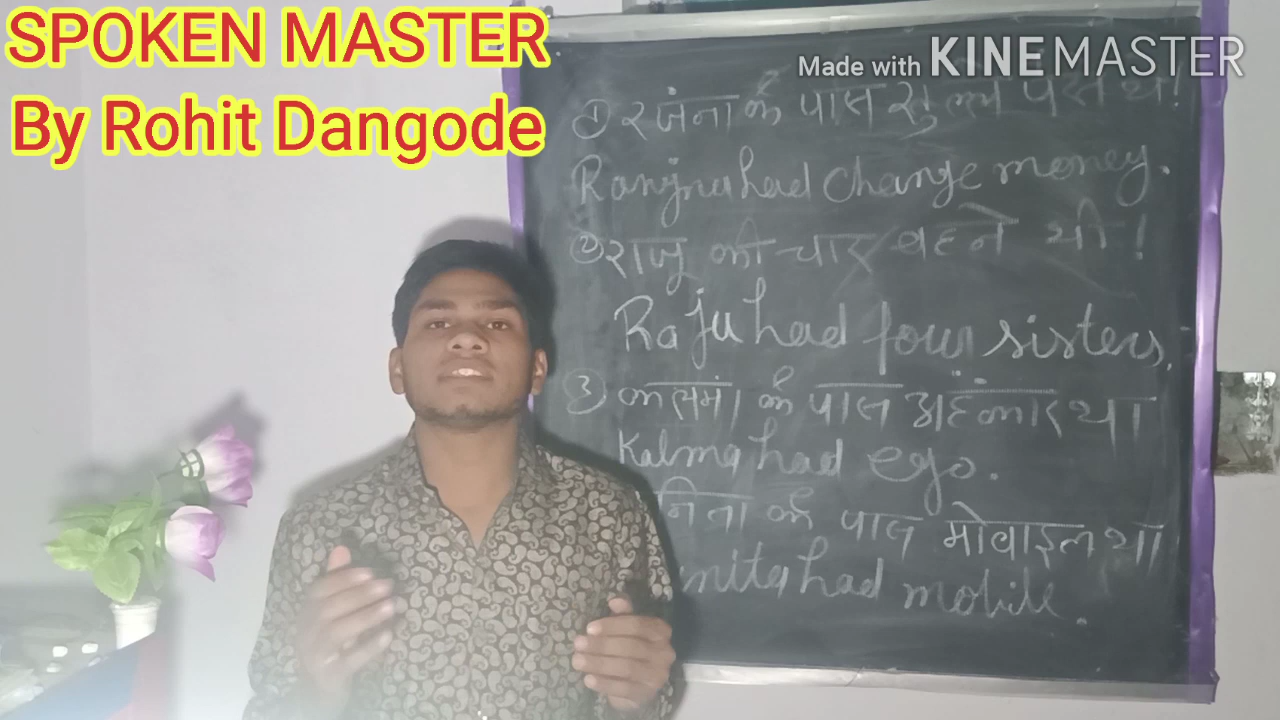 SPOKEN MASTER
By Rohit Dangode
Made with KINEMASTER
① रंजना के पास खुल्ले पैसे थे!
Ranjna had change money.
② राजु की चार बहने थी!
Raju had four sisters.
③ के पास अहंकार था
Kalma had ego.
निता के पास मोबाइल था
nita had mobile.